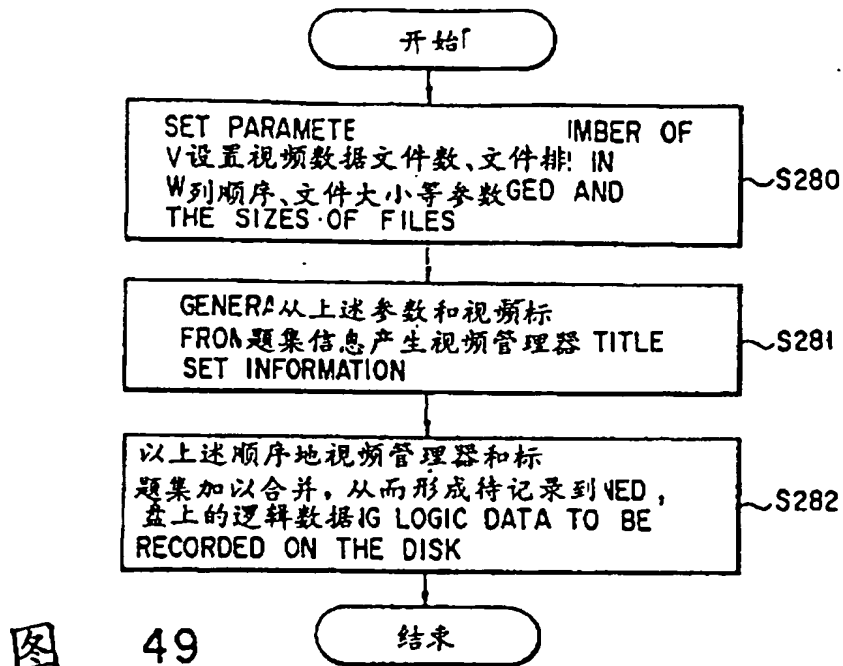 开始
SET PARAMETE IMBER OF
V设置视频数据文件数、文件排! IN
W列顺序、文件大小等参数GED AND
THE SIZES OF FILES
S280
GENERA从上述参数和视频标
FROM题集信息产生视频管理器 TITLE
SET INFORMATION
S281
以上述顺序地视频管理器和标
题集加以合并，从而形成待记录到NED,
盘上的逻辑数据IG LOGIC DATA TO BE
RECORDED ON THE DISK
S282
结束
图 49